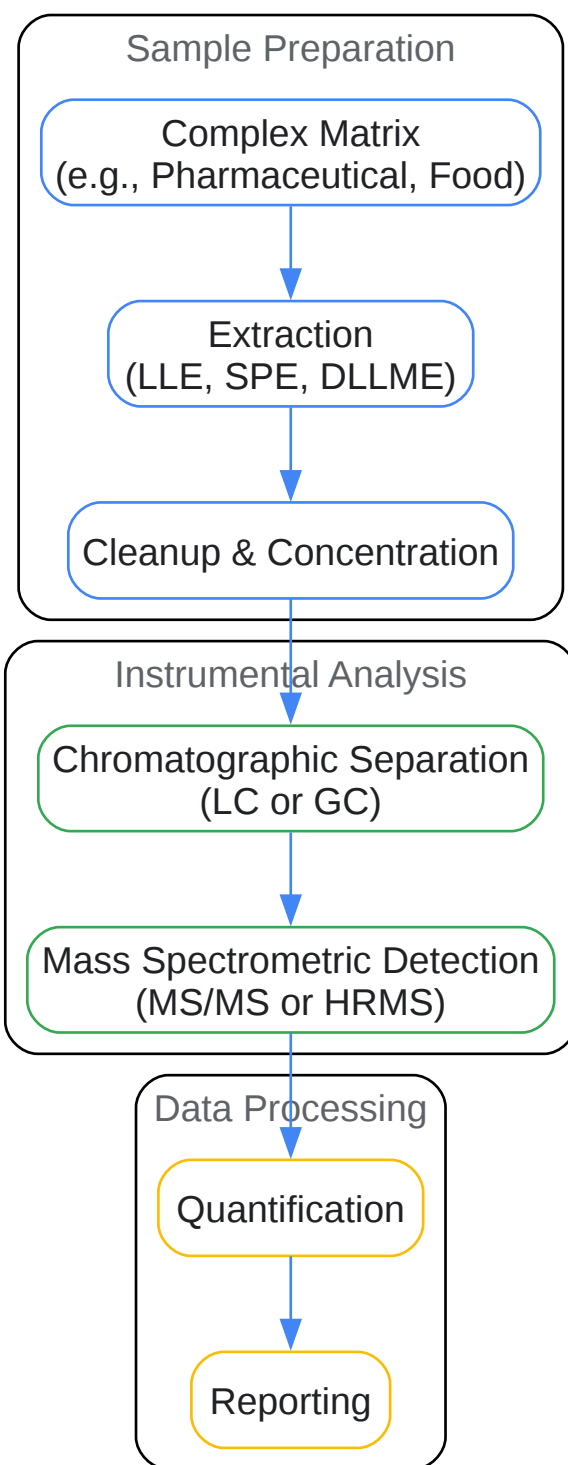 Sample Preparation
Complex Matrix
(e.g., Pharmaceutical, Food)
Extraction
(LLE, SPE, DLLME)
Cleanup & Concentration
Instrumental Analysis
Chromatographic Separation
(LC or GC)
Mass Spectrometric Detection
(MS/MS or HRMS)
Data Processing
Quantification
Reporting